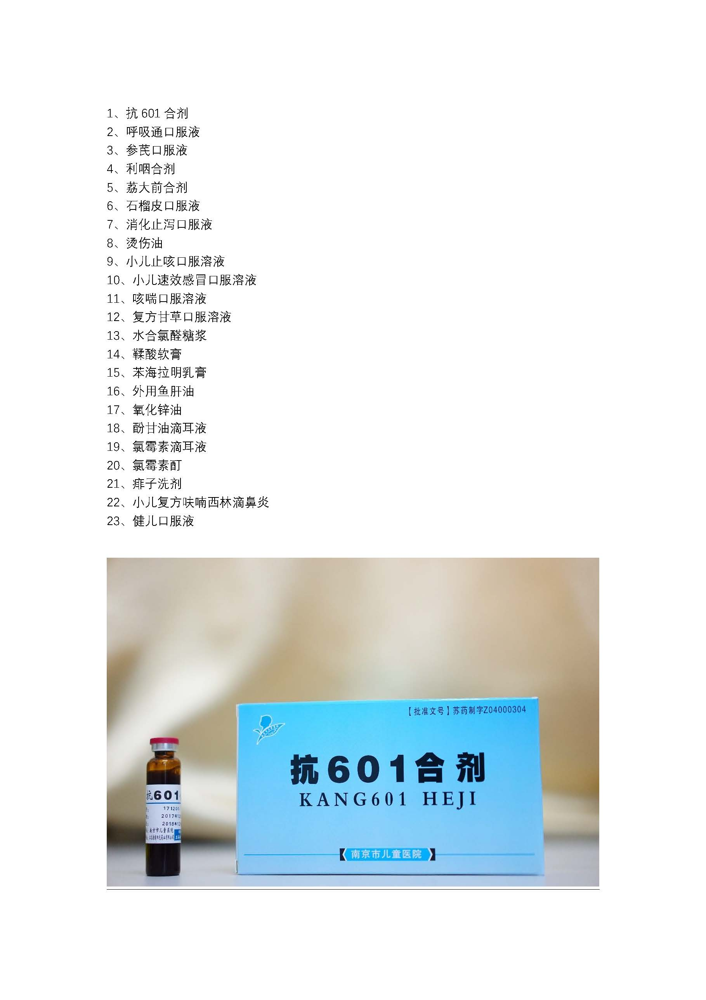 1、抗 601 合剂
2、呼吸通口服液
3、参芪口服液
4、利咽合剂
5、荔大前合剂
6、石榴皮口服液
7、消化止泻口服液
8、烫伤油
9、小儿止咳口服溶液
10、小儿速效感冒口服溶液
11、咳喘口服溶液
12、复方甘草口服溶液
13、水合氯醛糖浆
14、鞣酸软膏
15、苯海拉明乳膏
16、外用鱼肝油
17、氧化锌油
18、酚甘油滴耳液
19、氯霉素滴耳液
20、氯霉素酊
21、痱子洗剂
22、小儿复方呋喃西林滴鼻炎
23、健儿口服液
【批准文号】苏药制字Z04000304
抗601合剂
KANG601 HEJI
南京市儿童医院
抗601
171201
2017年12
2018年1
南京市儿童医院